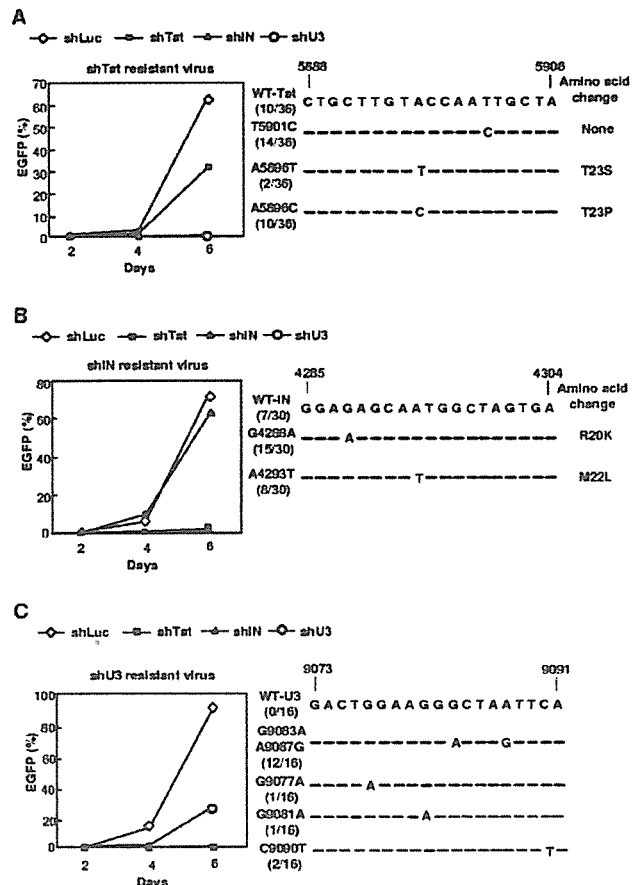 A
shLuc shTat shIN shU3
shTat resistant virus
EGFP (%)
70
60
50
40
30
20
10
0
2 4 6
Days
5888 5906
Amino acid change
WT-Tat (10/36) CTGCTTGTACCAATTGCTA
T5901C (14/36) C None
A5896T (2/36) T T23S
A5896C (10/36) C T23P
B
shLuc shTat shIN shU3
shIN resistant virus
EGFP (%)
80
60
40
20
0
2 4 6
Days
4285 4304
Amino acid change
WT-IN (7/30) GGAGAGCAATGGCTAGTGA
G4288A (15/30) A R20K
A4293T (8/30) T M22L
C
shLuc shTat shIN shU3
shU3 resistant virus
EGFP (%)
100
80
60
40
20
0
2 4 6
Days
9073 9091
WT-U3 (0/16) GACTGGAAGGGCTAATTCA
G9083A A9087G (12/16) A G
G9077A (1/16) A
G9081A (1/16) A
C9090T (2/16) T